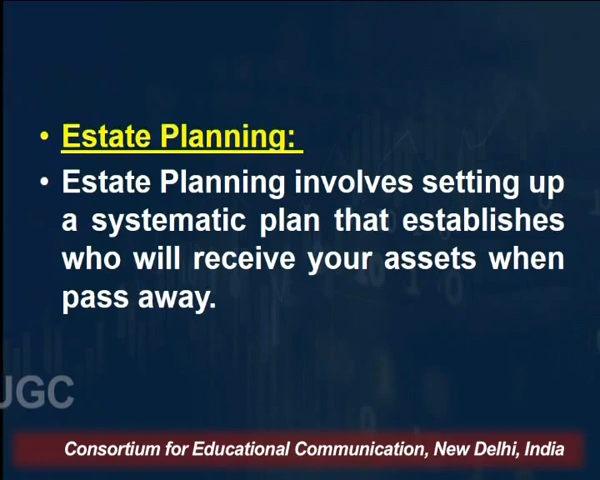 • Estate Planning:
• Estate Planning involves setting up
a systematic plan that establishes
who will receive your assets when
pass away.
UGC
Consortium for Educational Communication, New Delhi, India